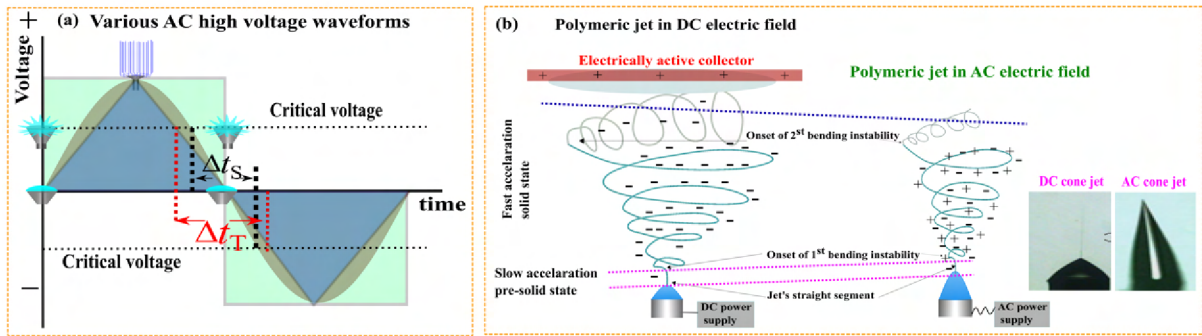 (a) Various AC high voltage waveforms
+
Voltage
Critical voltage
ΔtS
time
ΔtT
Critical voltage
−
(b) Polymeric jet in DC electric field
Electrically active collector
+ + + + +
Polymeric jet in AC electric field
Onset of 2st bending instability
Fast accelaration
solid state
DC cone jet
AC cone jet
Onset of 1st bending instability
Slow accelaration
pre-solid state
Jet's straight segment
DC power
supply
AC power
supply